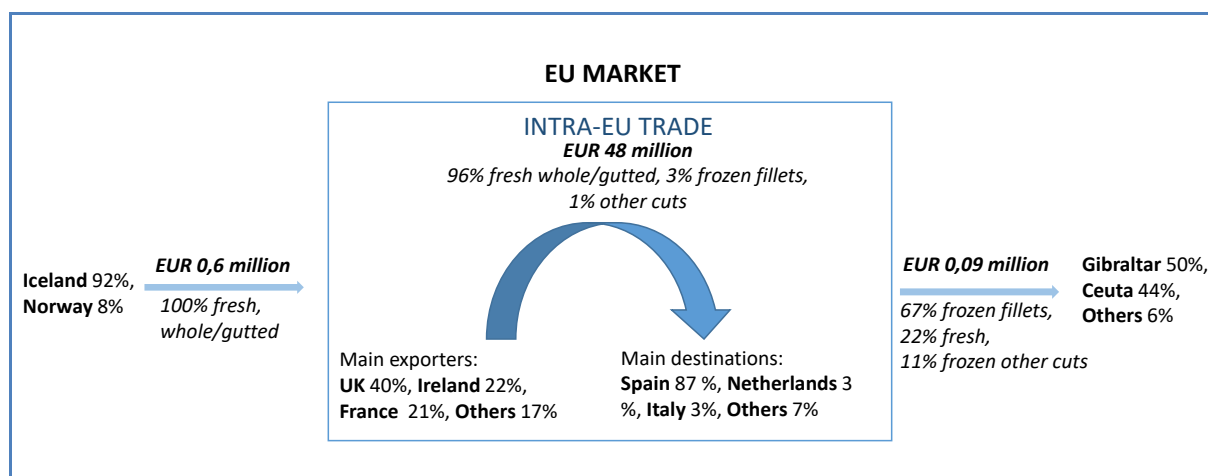 EU MARKET
INTRA-EU TRADE
EUR 48 million
96% fresh whole/gutted, 3% frozen fillets,
1% other cuts
Iceland 92%,
Norway 8%
EUR 0,6 million
100% fresh,
whole/gutted
Main exporters:
UK 40%, Ireland 22%,
France 21%, Others 17%
Main destinations:
Spain 87 %, Netherlands 3
%, Italy 3%, Others 7%
EUR 0,09 million
67% frozen fillets,
22% fresh,
11% frozen other cuts
Gibraltar 50%,
Ceuta 44%,
Others 6%